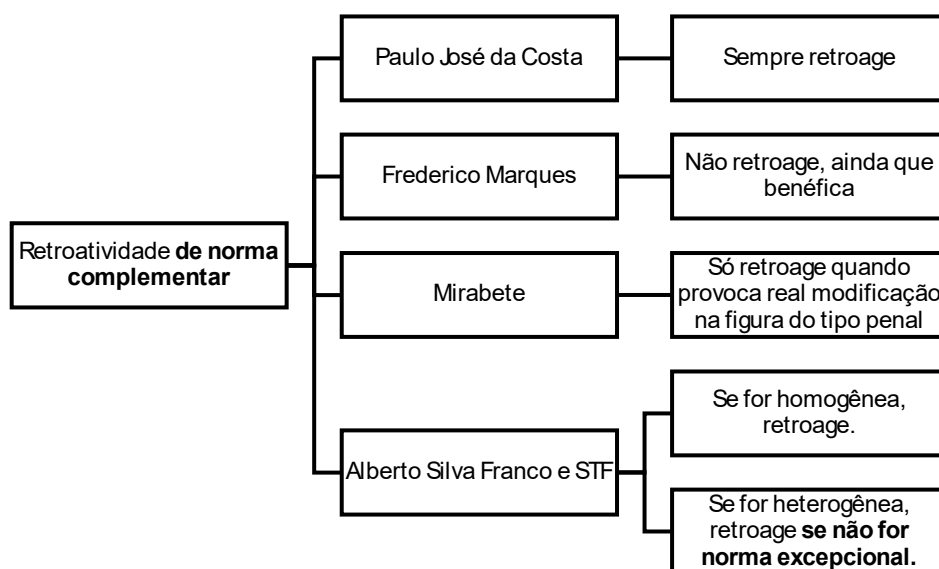 Retroatividade de norma
complementar
Paulo José da Costa
Sempre retroage
Frederico Marques
Não retroage, ainda que
benéfica
Mirabete
Só retroage quando
provoca real modificação
na figura do tipo penal
Alberto Silva Franco e STF
Se for homogênea,
retroage.
Se for heterogênea,
retroage se não for
norma excepcional.